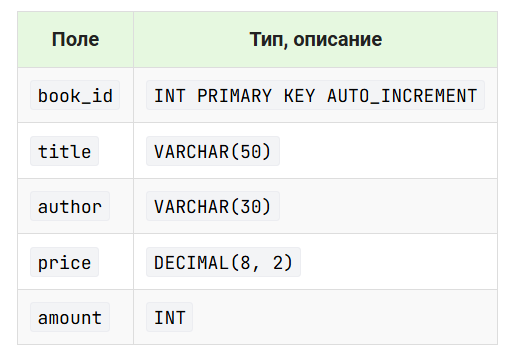 Поле Тип, описание
book_id INT PRIMARY KEY AUTO_INCREMENT
title VARCHAR(50)
author VARCHAR(30)
price DECIMAL(8, 2)
amount INT